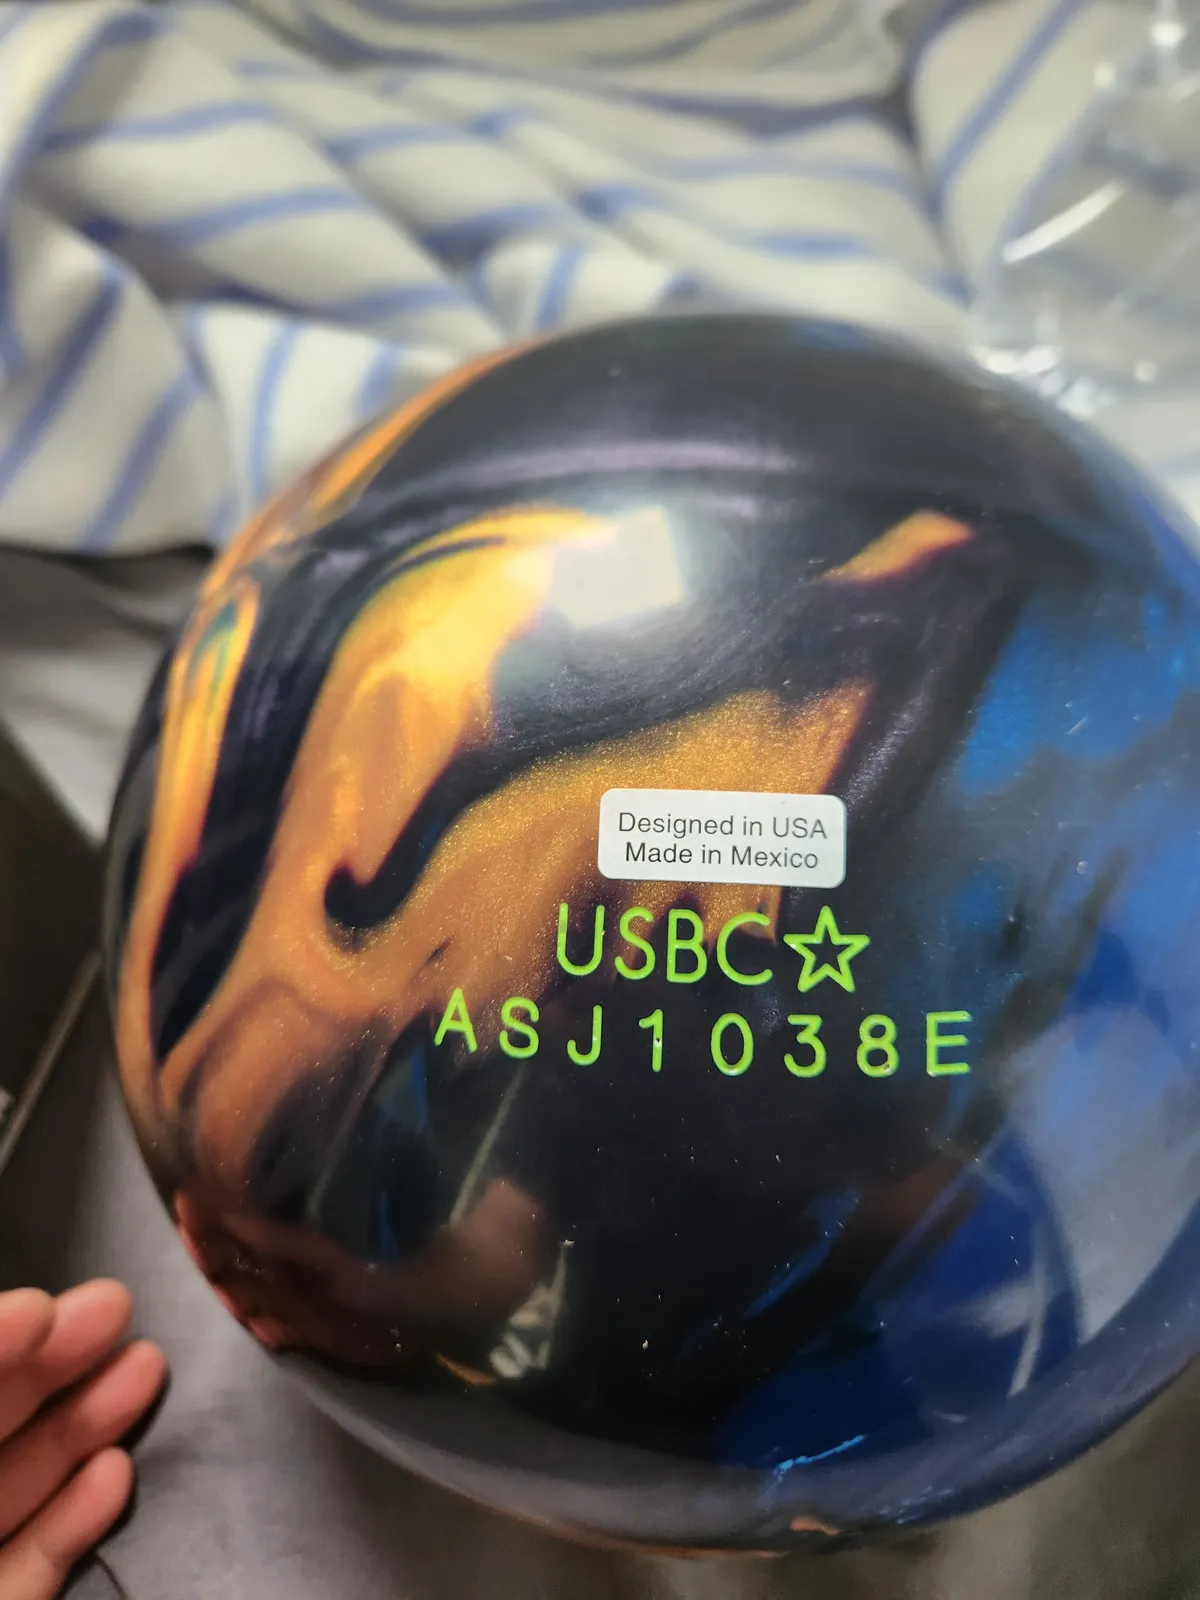 Designed in USA
Made in Mexico
USBC☆
ASJ1038E